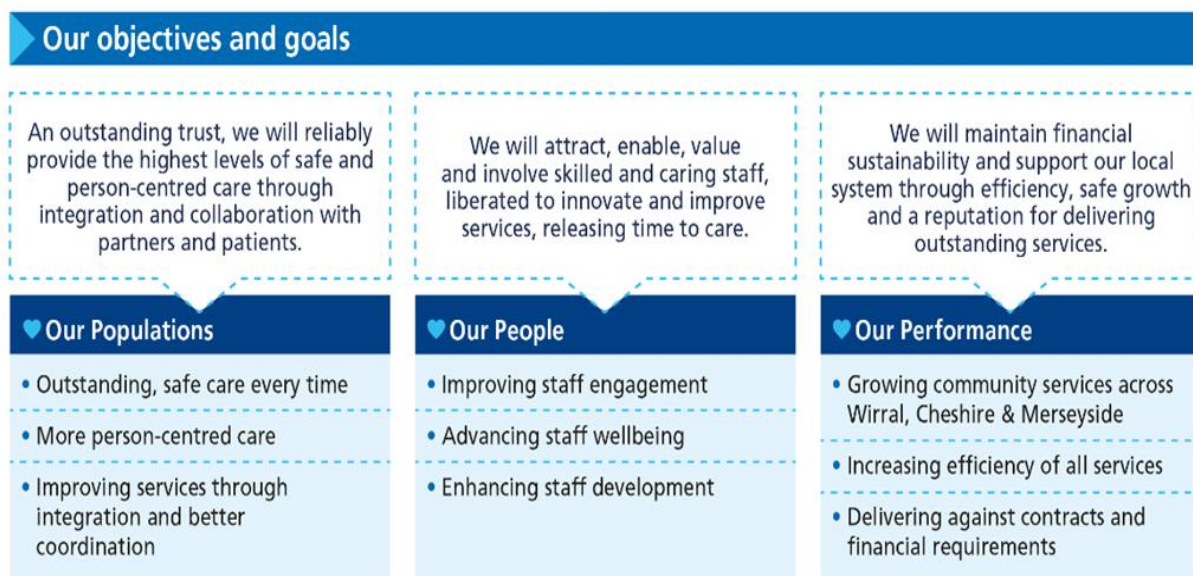 Our objectives and goals
An outstanding trust, we will reliably
provide the highest levels of safe and
person-centred care through
integration and collaboration with
partners and patients.
Our Populations
• Outstanding, safe care every time
• More person-centred care
• Improving services through
integration and better
coordination
We will attract, enable, value
and involve skilled and caring staff,
liberated to innovate and improve
services, releasing time to care.
Our People
• Improving staff engagement
• Advancing staff wellbeing
• Enhancing staff development
We will maintain financial
sustainability and support our local
system through efficiency, safe growth
and a reputation for delivering
outstanding services.
Our Performance
• Growing community services across
Wirral, Cheshire & Merseyside
• Increasing efficiency of all services
• Delivering against contracts and
financial requirements